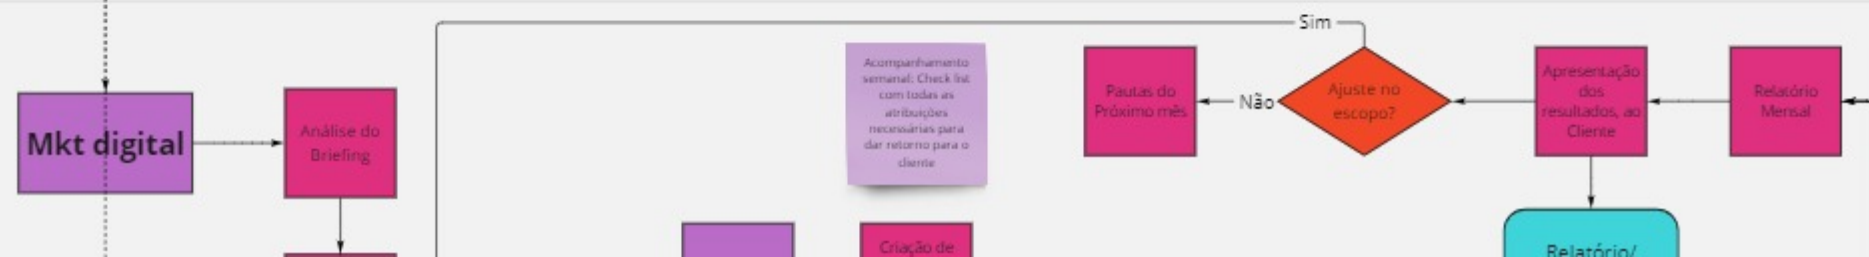 Sim
Acompanhamento
semanal: Check list
com todas as
atribuições
necessárias para
dar retorno para o
cliente
Mkt digital
Análise do
Briefing
Pautas do
Próximo mês
Não
Ajuste no
escopo?
Apresentação
dos
resultados, ao
Cliente
Relatório
Mensal
Criação de
Relatório/